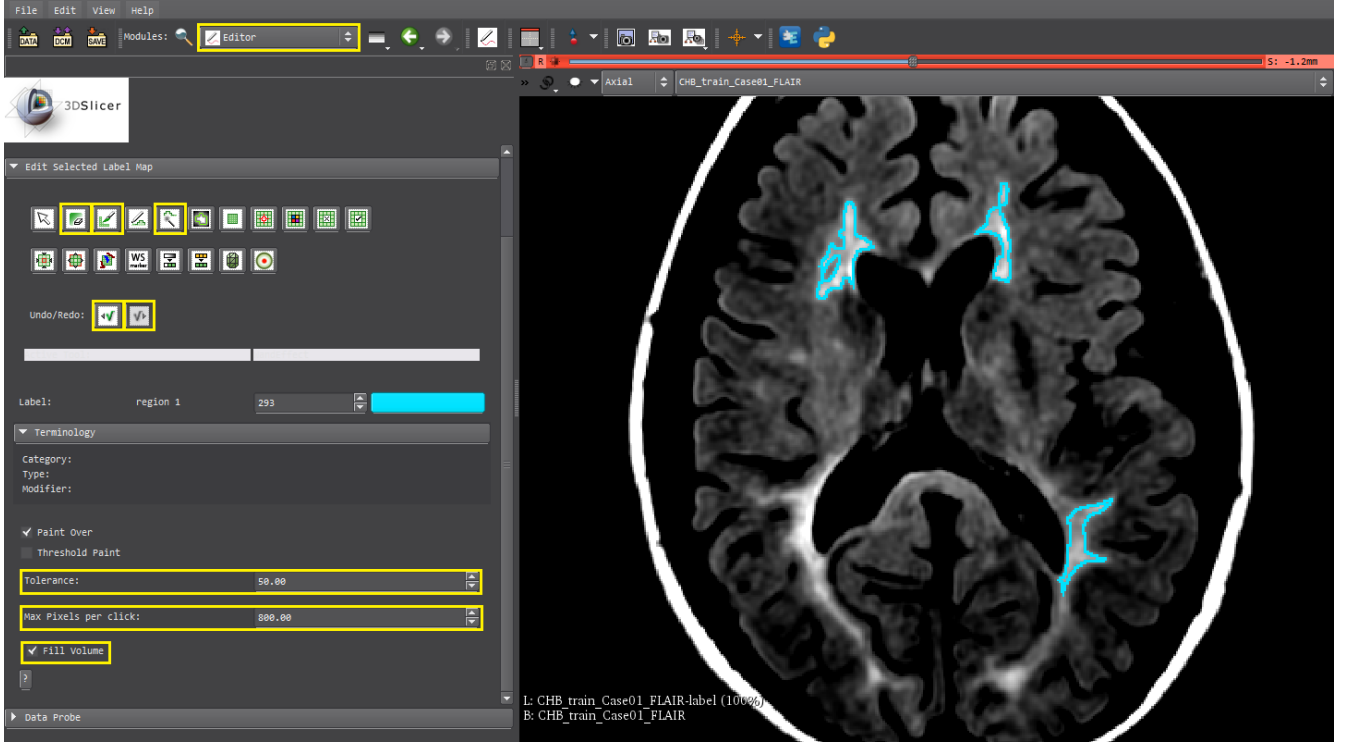 File Edit View Help
DATA DCM SAVE Modules: Editor
R S: -1.2mm
» Axial CHB_train_Case01_FLAIR
3DSlicer
Edit Selected Label Map
WS
marker
Undo/Redo:
Label: region 1 293
Terminology
Category:
Type:
Modifier:
Paint Over
Threshold Paint
Tolerance: 50.00
Max Pixels per click: 800.00
Fill Volume
?
Data Probe
L: CHB_train_Case01_FLAIR-label (100%)
B: CHB_train_Case01_FLAIR